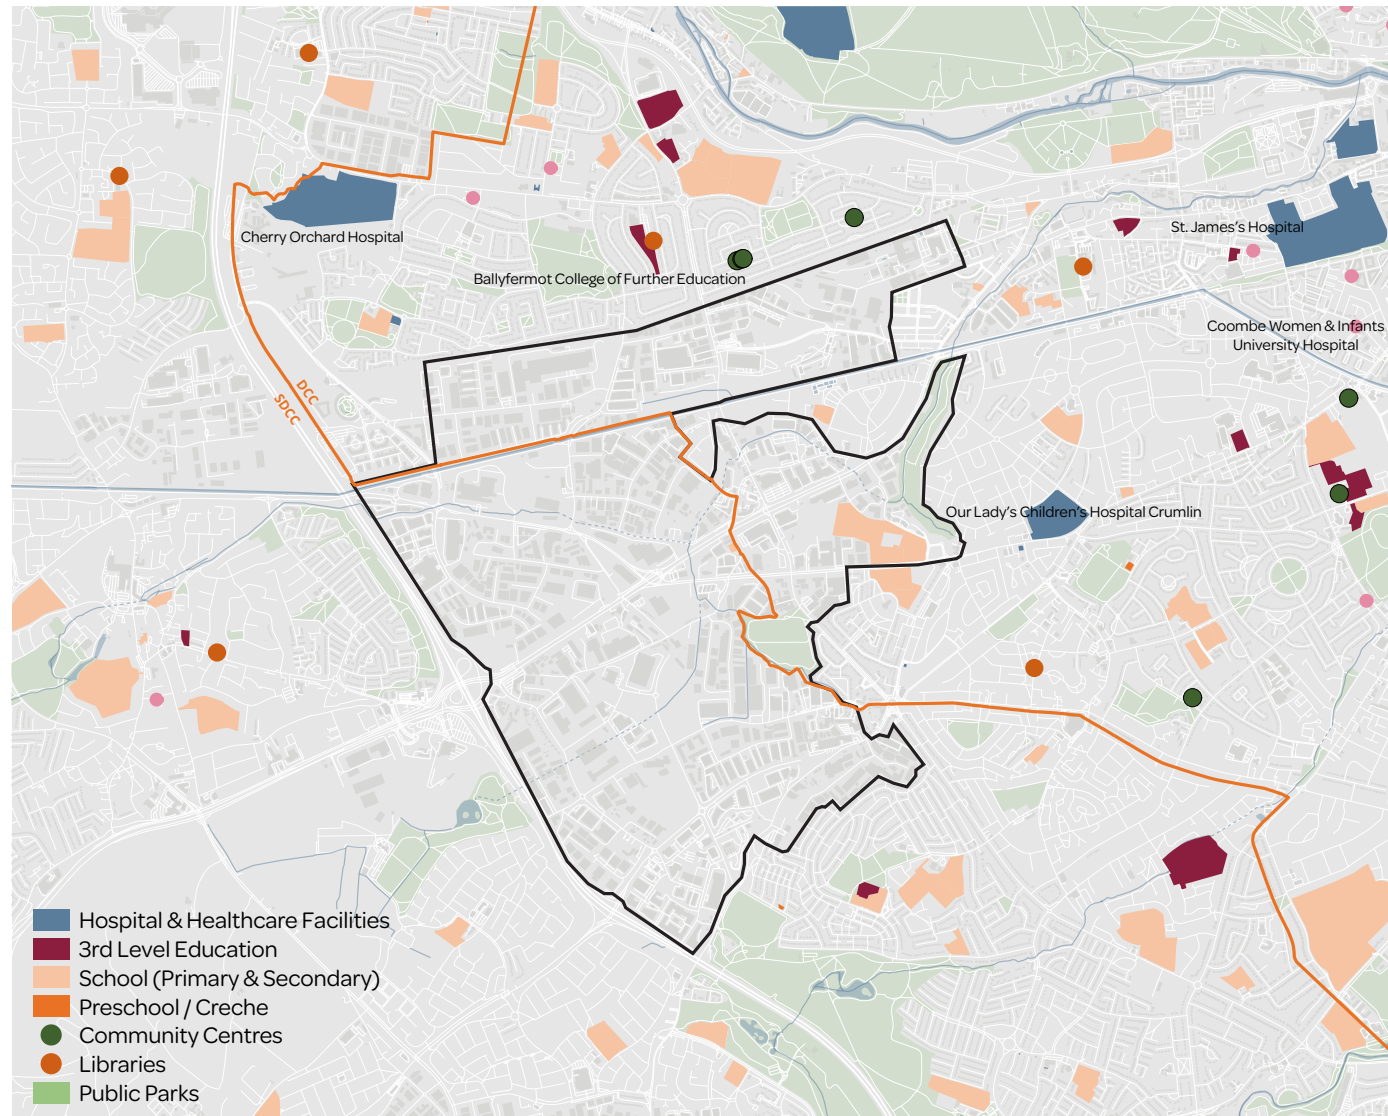 Cherry Orchard Hospital
St. James's Hospital
Ballyfermot College of Further Education
Coombe Women & Infants
University Hospital
DCC
SDCC
Our Lady's Children's Hospital Crumlin
Hospital & Healthcare Facilities
3rd Level Education
School (Primary & Secondary)
Preschool / Creche
Community Centres
Libraries
Public Parks